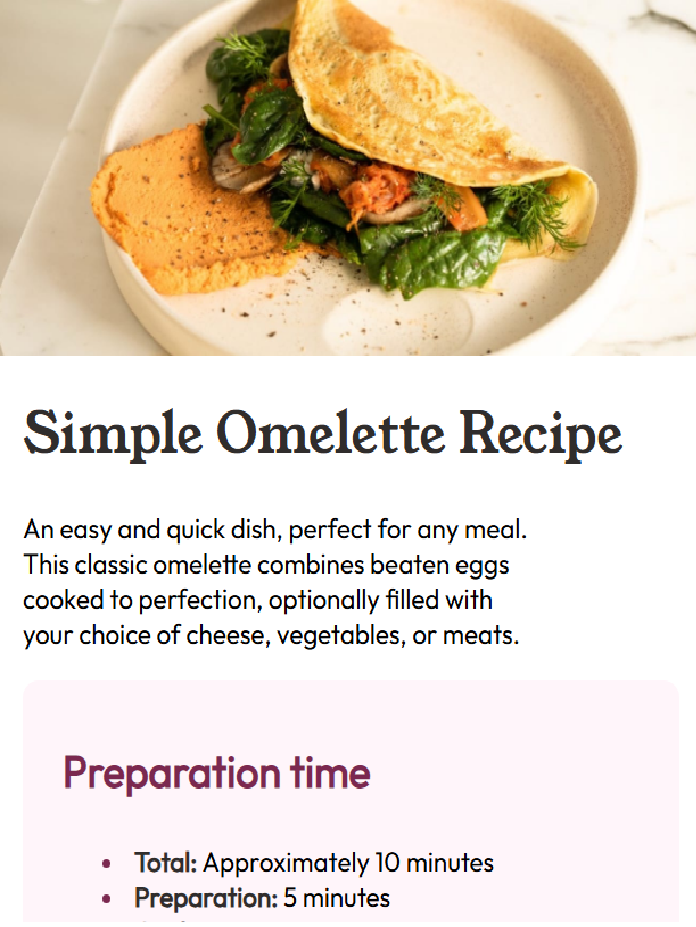 Simple Omelette Recipe
An easy and quick dish, perfect for any meal.
This classic omelette combines beaten eggs
cooked to perfection, optionally filled with
your choice of cheese, vegetables, or meats.
Preparation time
Total: Approximately 10 minutes
Preparation: 5 minutes